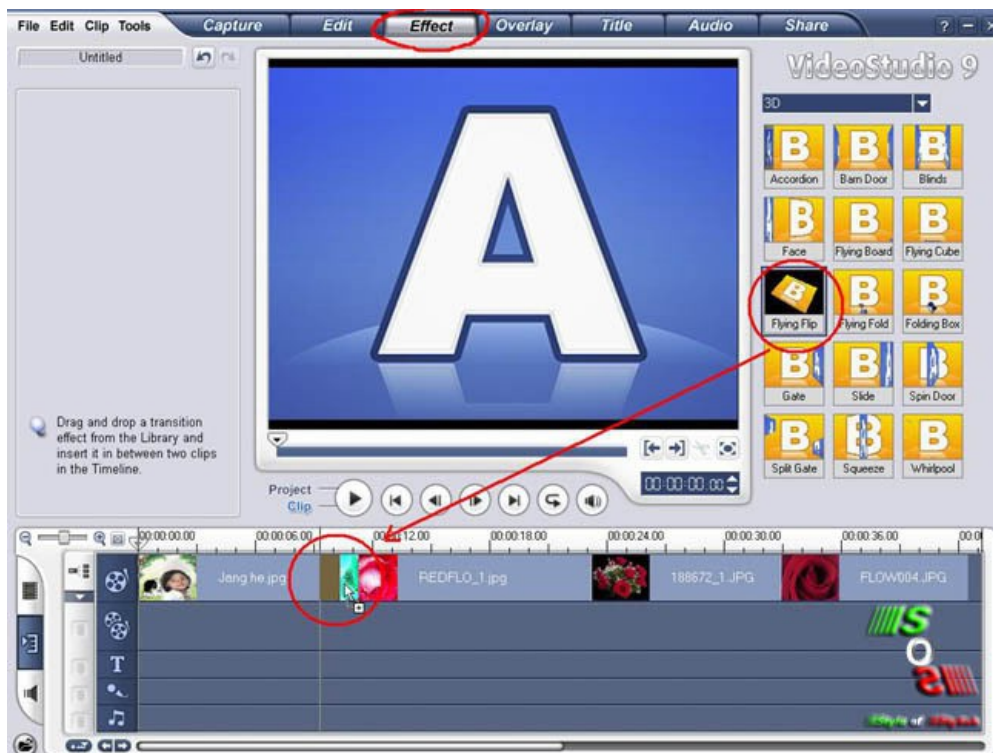 File Edit Clip Tools
Capture
Edit
Effect
Overlay
Title
Audio
Share
? – ×
Untitled
VideoStudio 9
3D
A
B B B
Accordion Barn Door Blinds
B B B
Face Flying Board Flying Cube
B B B
Flying Flip Flying Fold Folding Box
B B B
Gate Slide Spin Door
B B B
Split Gate Squeeze Whirlpool
Drag and drop a transition
effect from the Library and
insert it in between two clips
in the Timeline.
Project
Clip
00:00:00.00
00:00:00.00 00:00:06.00 00:00:12.00 00:00:18.00 00:00:24.00 00:00:30.00 00:00:36.00
Jang he.jpg REDFLO_1.jpg 188672_1.JPG FLOW004.JPG
T
S
O
S